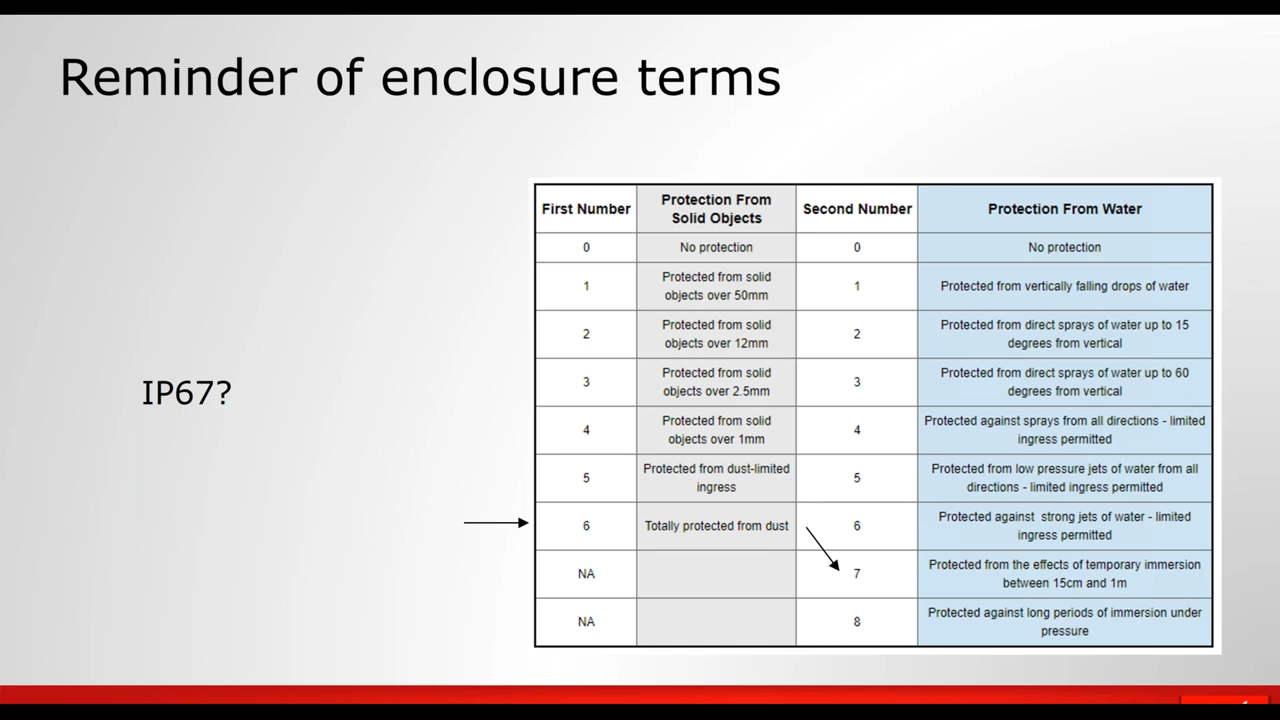 Reminder of enclosure terms
IP67?
First Number
Protection From
Solid Objects
Second Number
Protection From Water
0
No protection
0
No protection
1
Protected from solid
objects over 50mm
1
Protected from vertically falling drops of water
2
Protected from solid
objects over 12mm
2
Protected from direct sprays of water up to 15
degrees from vertical
3
Protected from solid
objects over 2.5mm
3
Protected from direct sprays of water up to 60
degrees from vertical
4
Protected from solid
objects over 1mm
4
Protected against sprays from all directions - limited
ingress permitted
5
Protected from dust-limited
ingress
5
Protected from low pressure jets of water from all
directions - limited ingress permitted
6
Totally protected from dust
6
Protected against strong jets of water - limited
ingress permitted
NA
7
Protected from the effects of temporary immersion
between 15cm and 1m
NA
8
Protected against long periods of immersion under
pressure